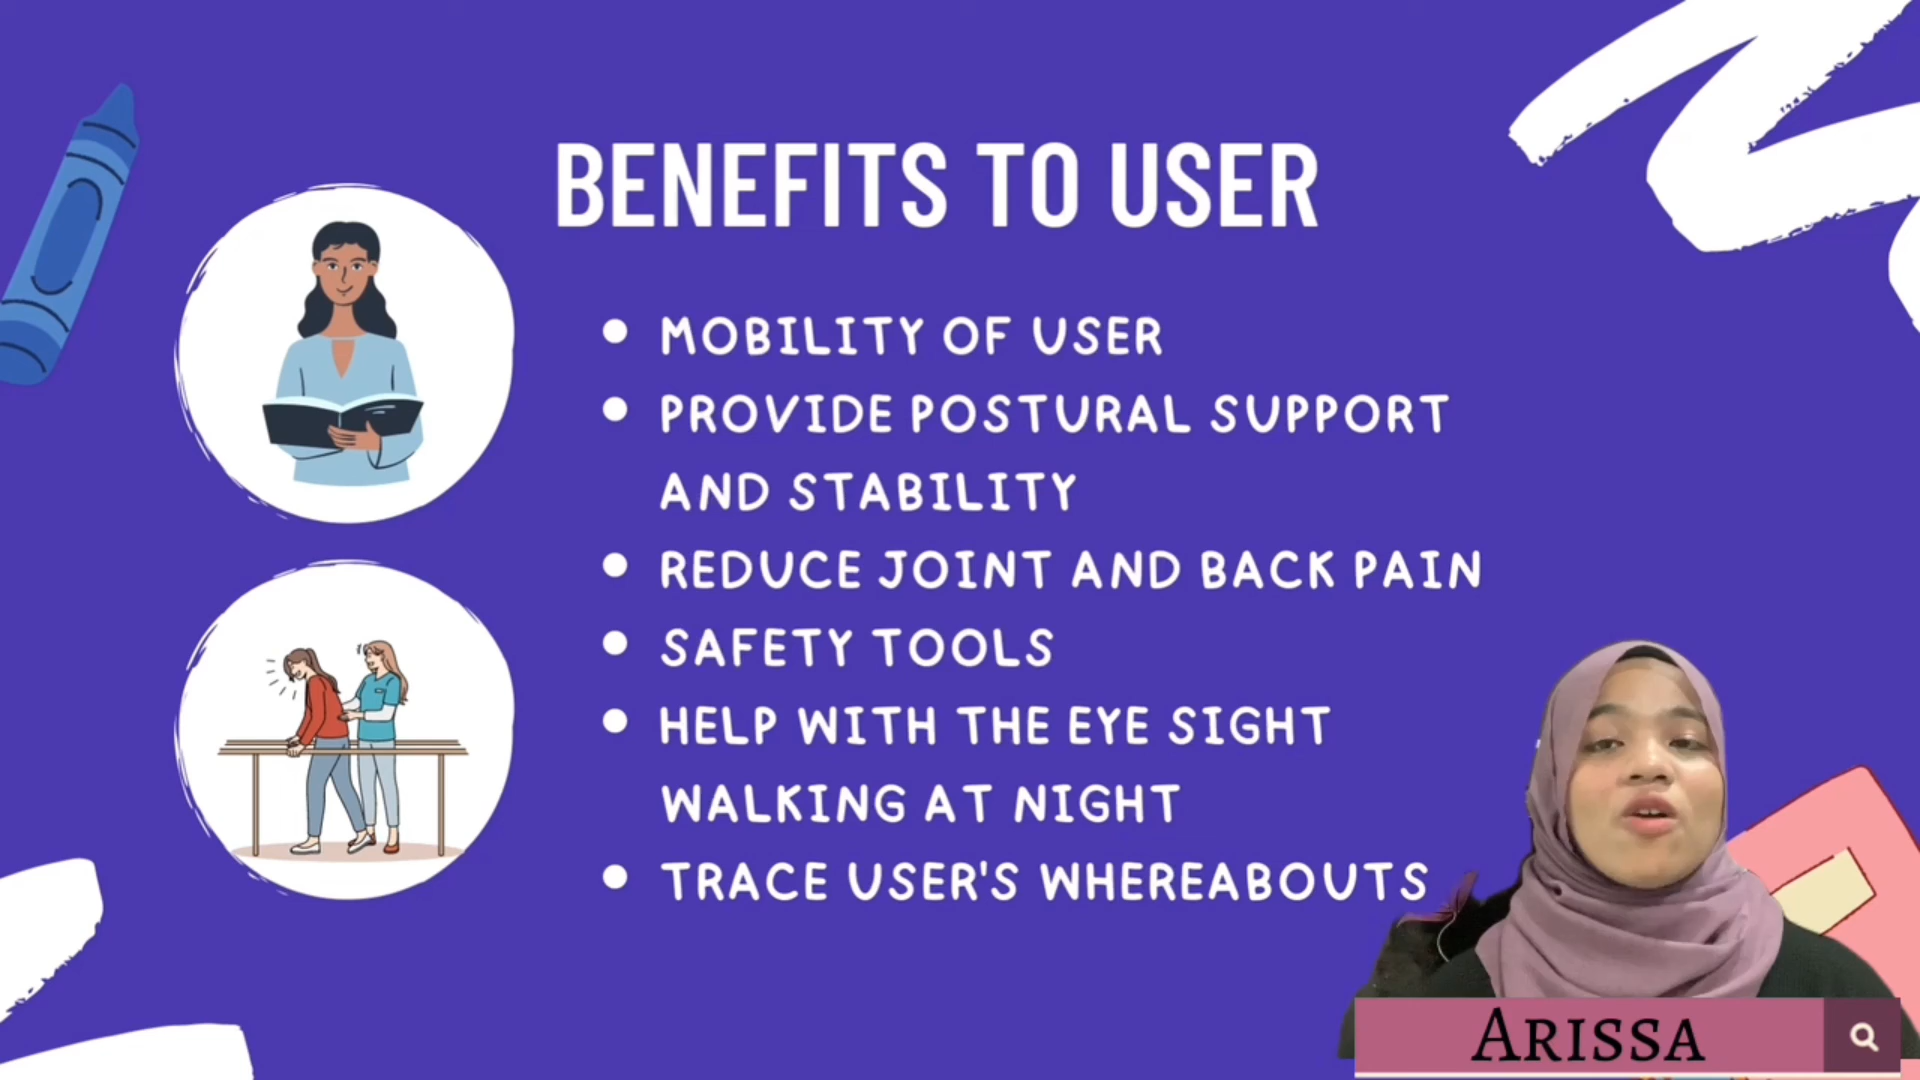 BENEFITS TO USER
• MOBILITY OF USER
• PROVIDE POSTURAL SUPPORT
AND STABILITY
• REDUCE JOINT AND BACK PAIN
• SAFETY TOOLS
• HELP WITH THE EYE SIGHT
WALKING AT NIGHT
• TRACE USER'S WHEREABOUTS
ARISSA